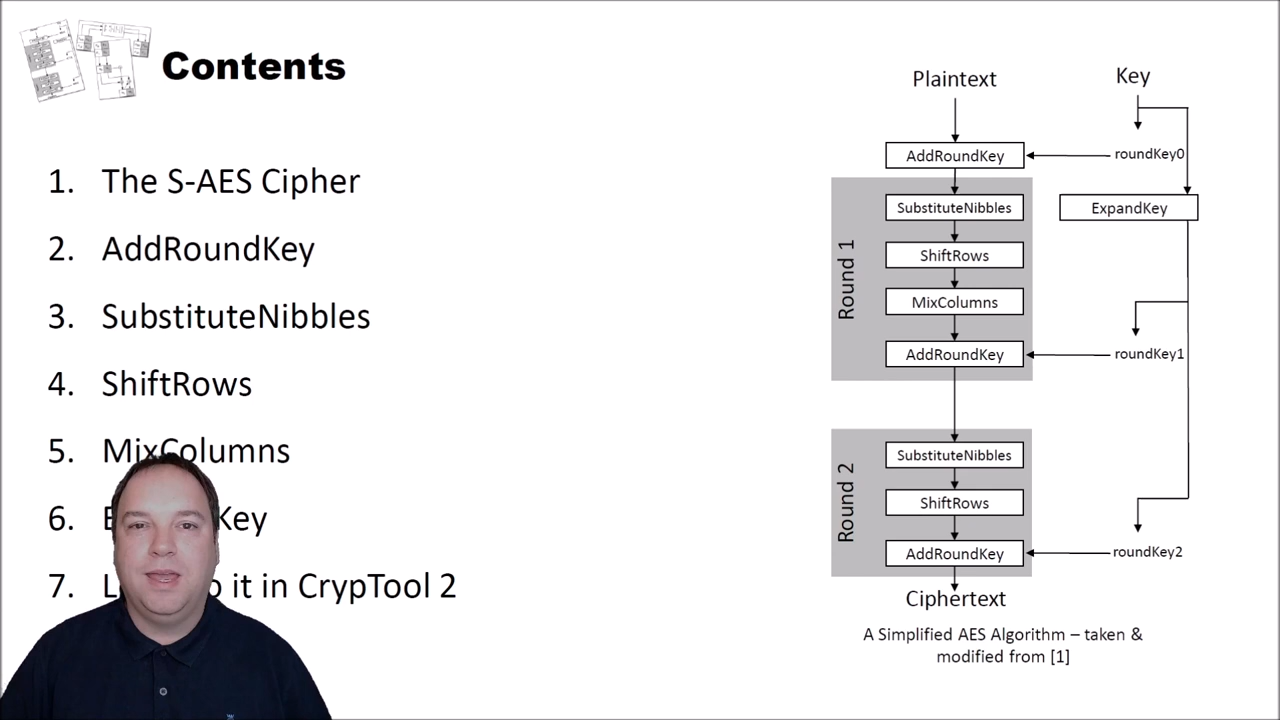 Contents
1. The S-AES Cipher
2. AddRoundKey
3. SubstituteNibbles
4. ShiftRows
5. MixColumns
6. Key
7. it in CrypTool 2
Plaintext
Key
AddRoundKey
roundKey0
Round 1
SubstituteNibbles
ExpandKey
ShiftRows
MixColumns
AddRoundKey
roundKey1
Round 2
SubstituteNibbles
ShiftRows
AddRoundKey
roundKey2
Ciphertext
A Simplified AES Algorithm – taken &
modified from [1]